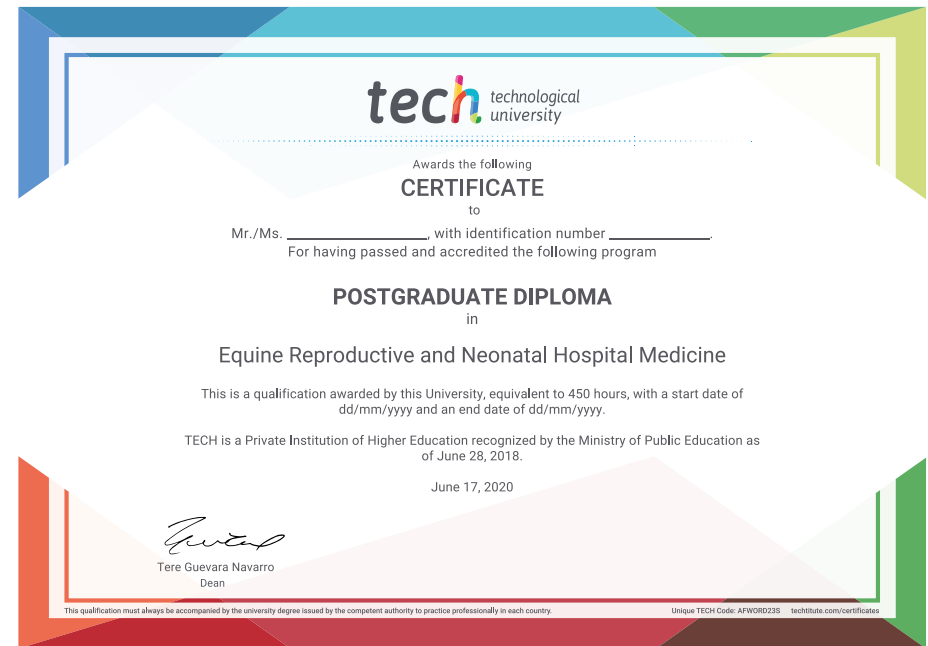 tech technological
university
Awards the following
CERTIFICATE
to
Mr./Ms. ____________________, with identification number ______________.
For having passed and accredited the following program
POSTGRADUATE DIPLOMA
in
Equine Reproductive and Neonatal Hospital Medicine
This is a qualification awarded by this University, equivalent to 450 hours, with a start date of
dd/mm/yyyy and an end date of dd/mm/yyyy.
TECH is a Private Institution of Higher Education recognized by the Ministry of Public Education as
of June 28, 2018.
June 17, 2020
Tere Guevara Navarro
Dean
This qualification must always be accompanied by the university degree issued by the competent authority to practice professionally in each country.
Unique TECH Code: AFWORD23S techtitute.com/certificates